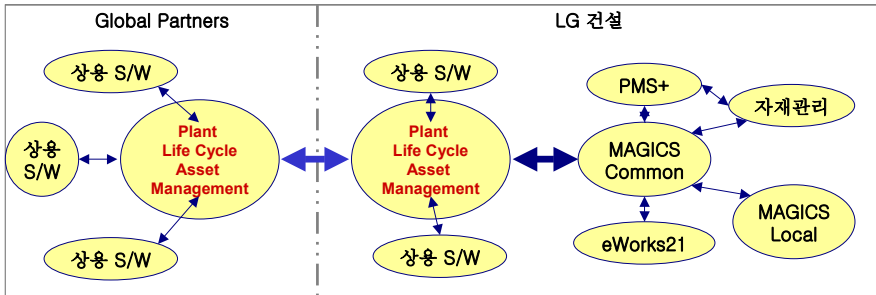 Global Partners
LG 건설
상용 S/W
상용
S/W
Plant
Life Cycle
Asset
Management
상용 S/W
상용 S/W
Plant
Life Cycle
Asset
Management
상용 S/W
PMS+
자재관리
MAGICS
Common
MAGICS
Local
eWorks21